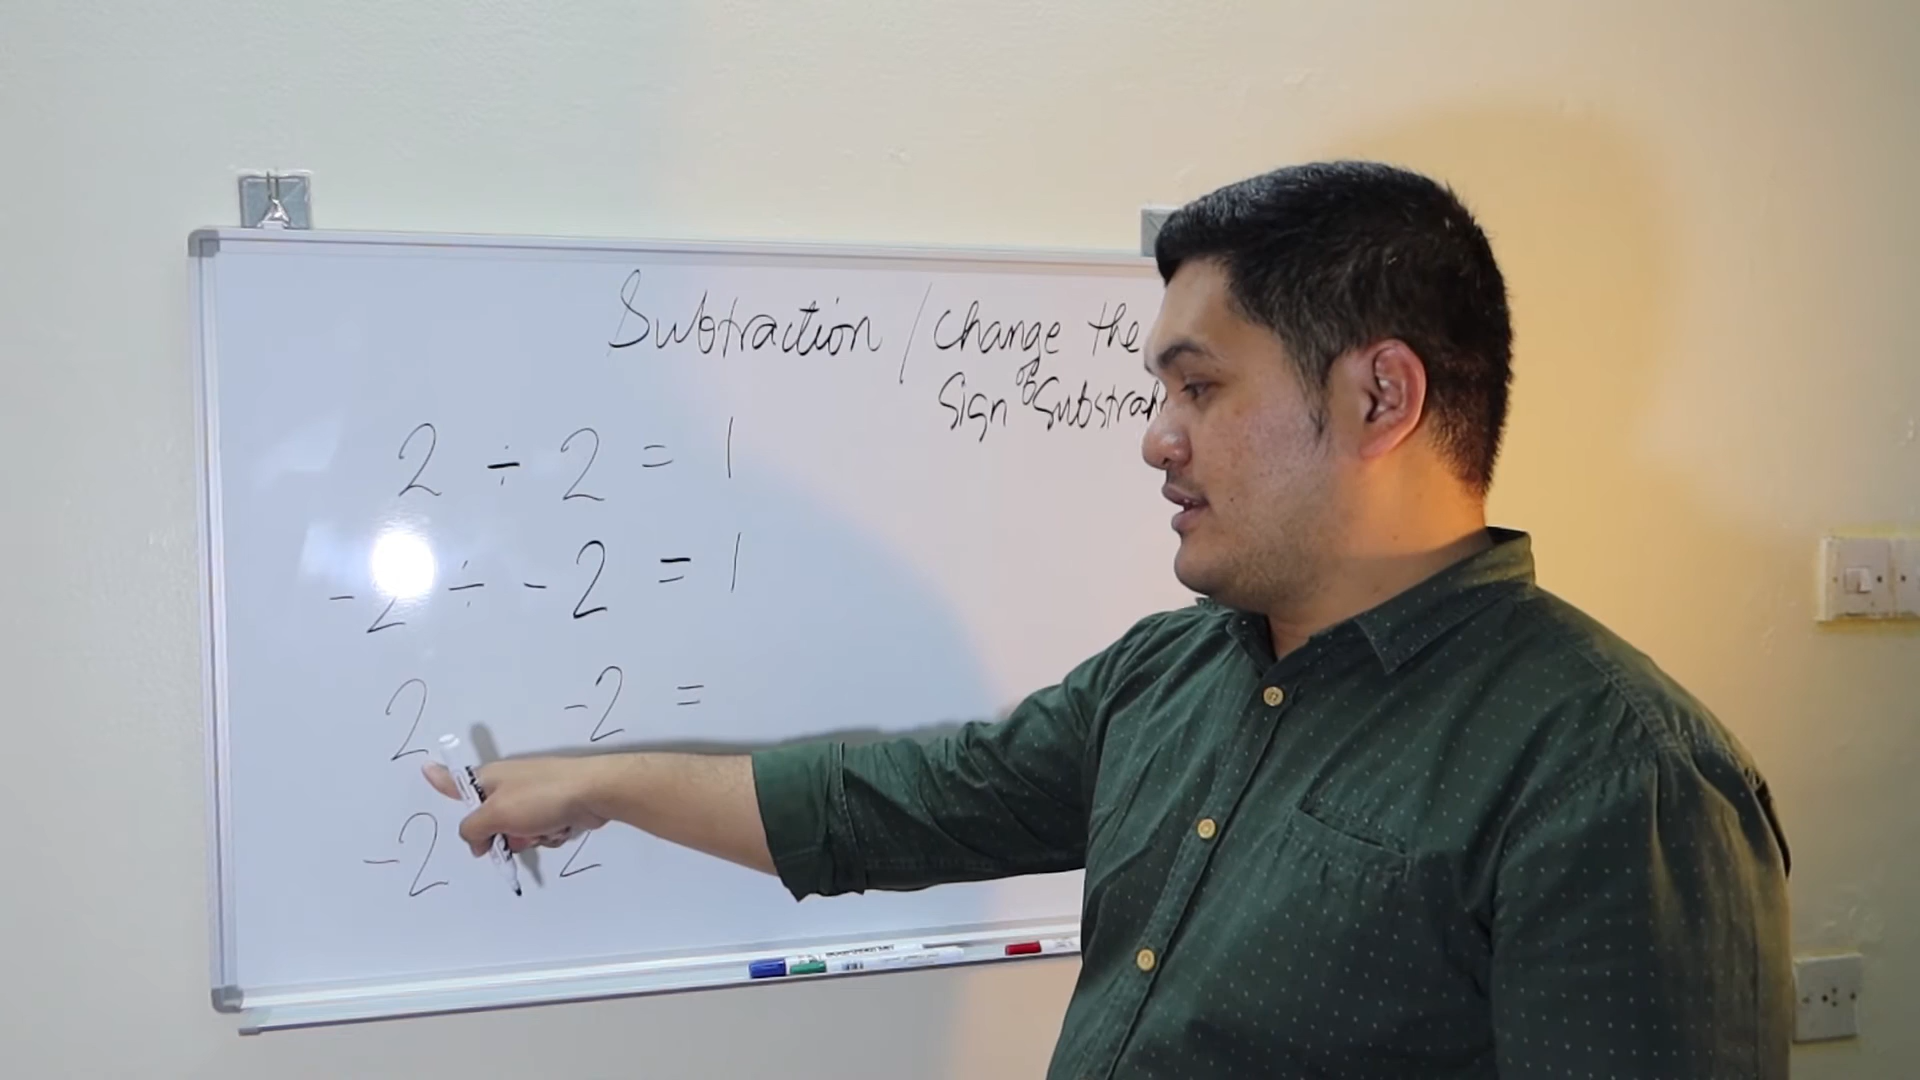 Subtraction / Change the
Sign of Substrah
2 ÷ 2 = 1
-2 ÷ -2 = 1
2 -2 =
-2 2